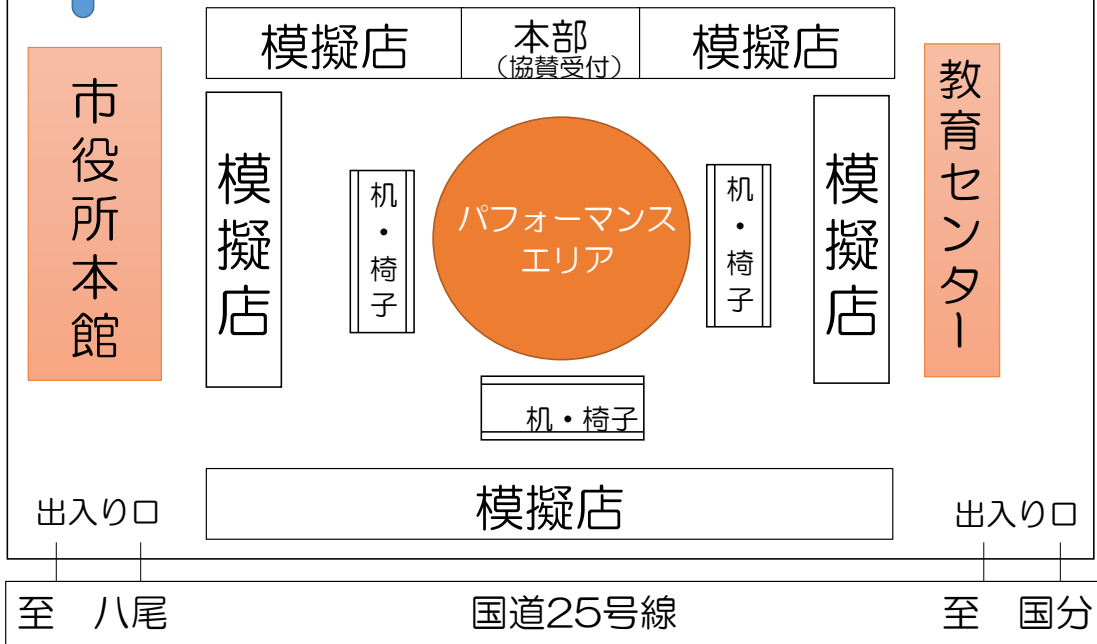 模擬店
本部
（協賛受付）
模擬店
市役所本館
模擬店
机・椅子
パフォーマンス
エリア
机・椅子
模擬店
教育センター
机・椅子
模擬店
出入り口
出入り口
至　八尾
国道25号線
至　国分